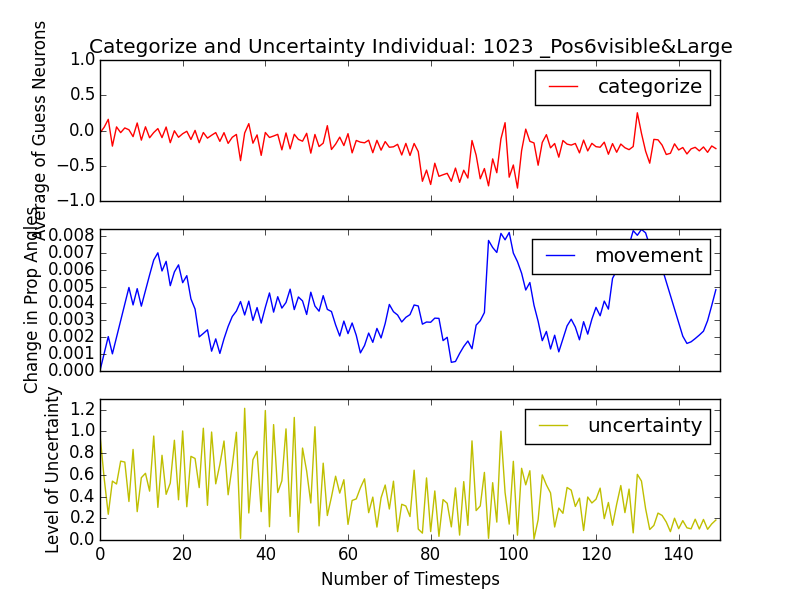 Categorize and Uncertainty Individual: 1023 _Pos6visible&Large
Average of Guess Neurons
1.0
0.5
0.0
−0.5
−1.0
categorize
Change in Prop Angles
0.008
0.007
0.006
0.005
0.004
0.003
0.002
0.001
0.000
movement
Level of Uncertainty
1.2
1.0
0.8
0.6
0.4
0.2
0.0
uncertainty
0 20 40 60 80 100 120 140
Number of Timesteps